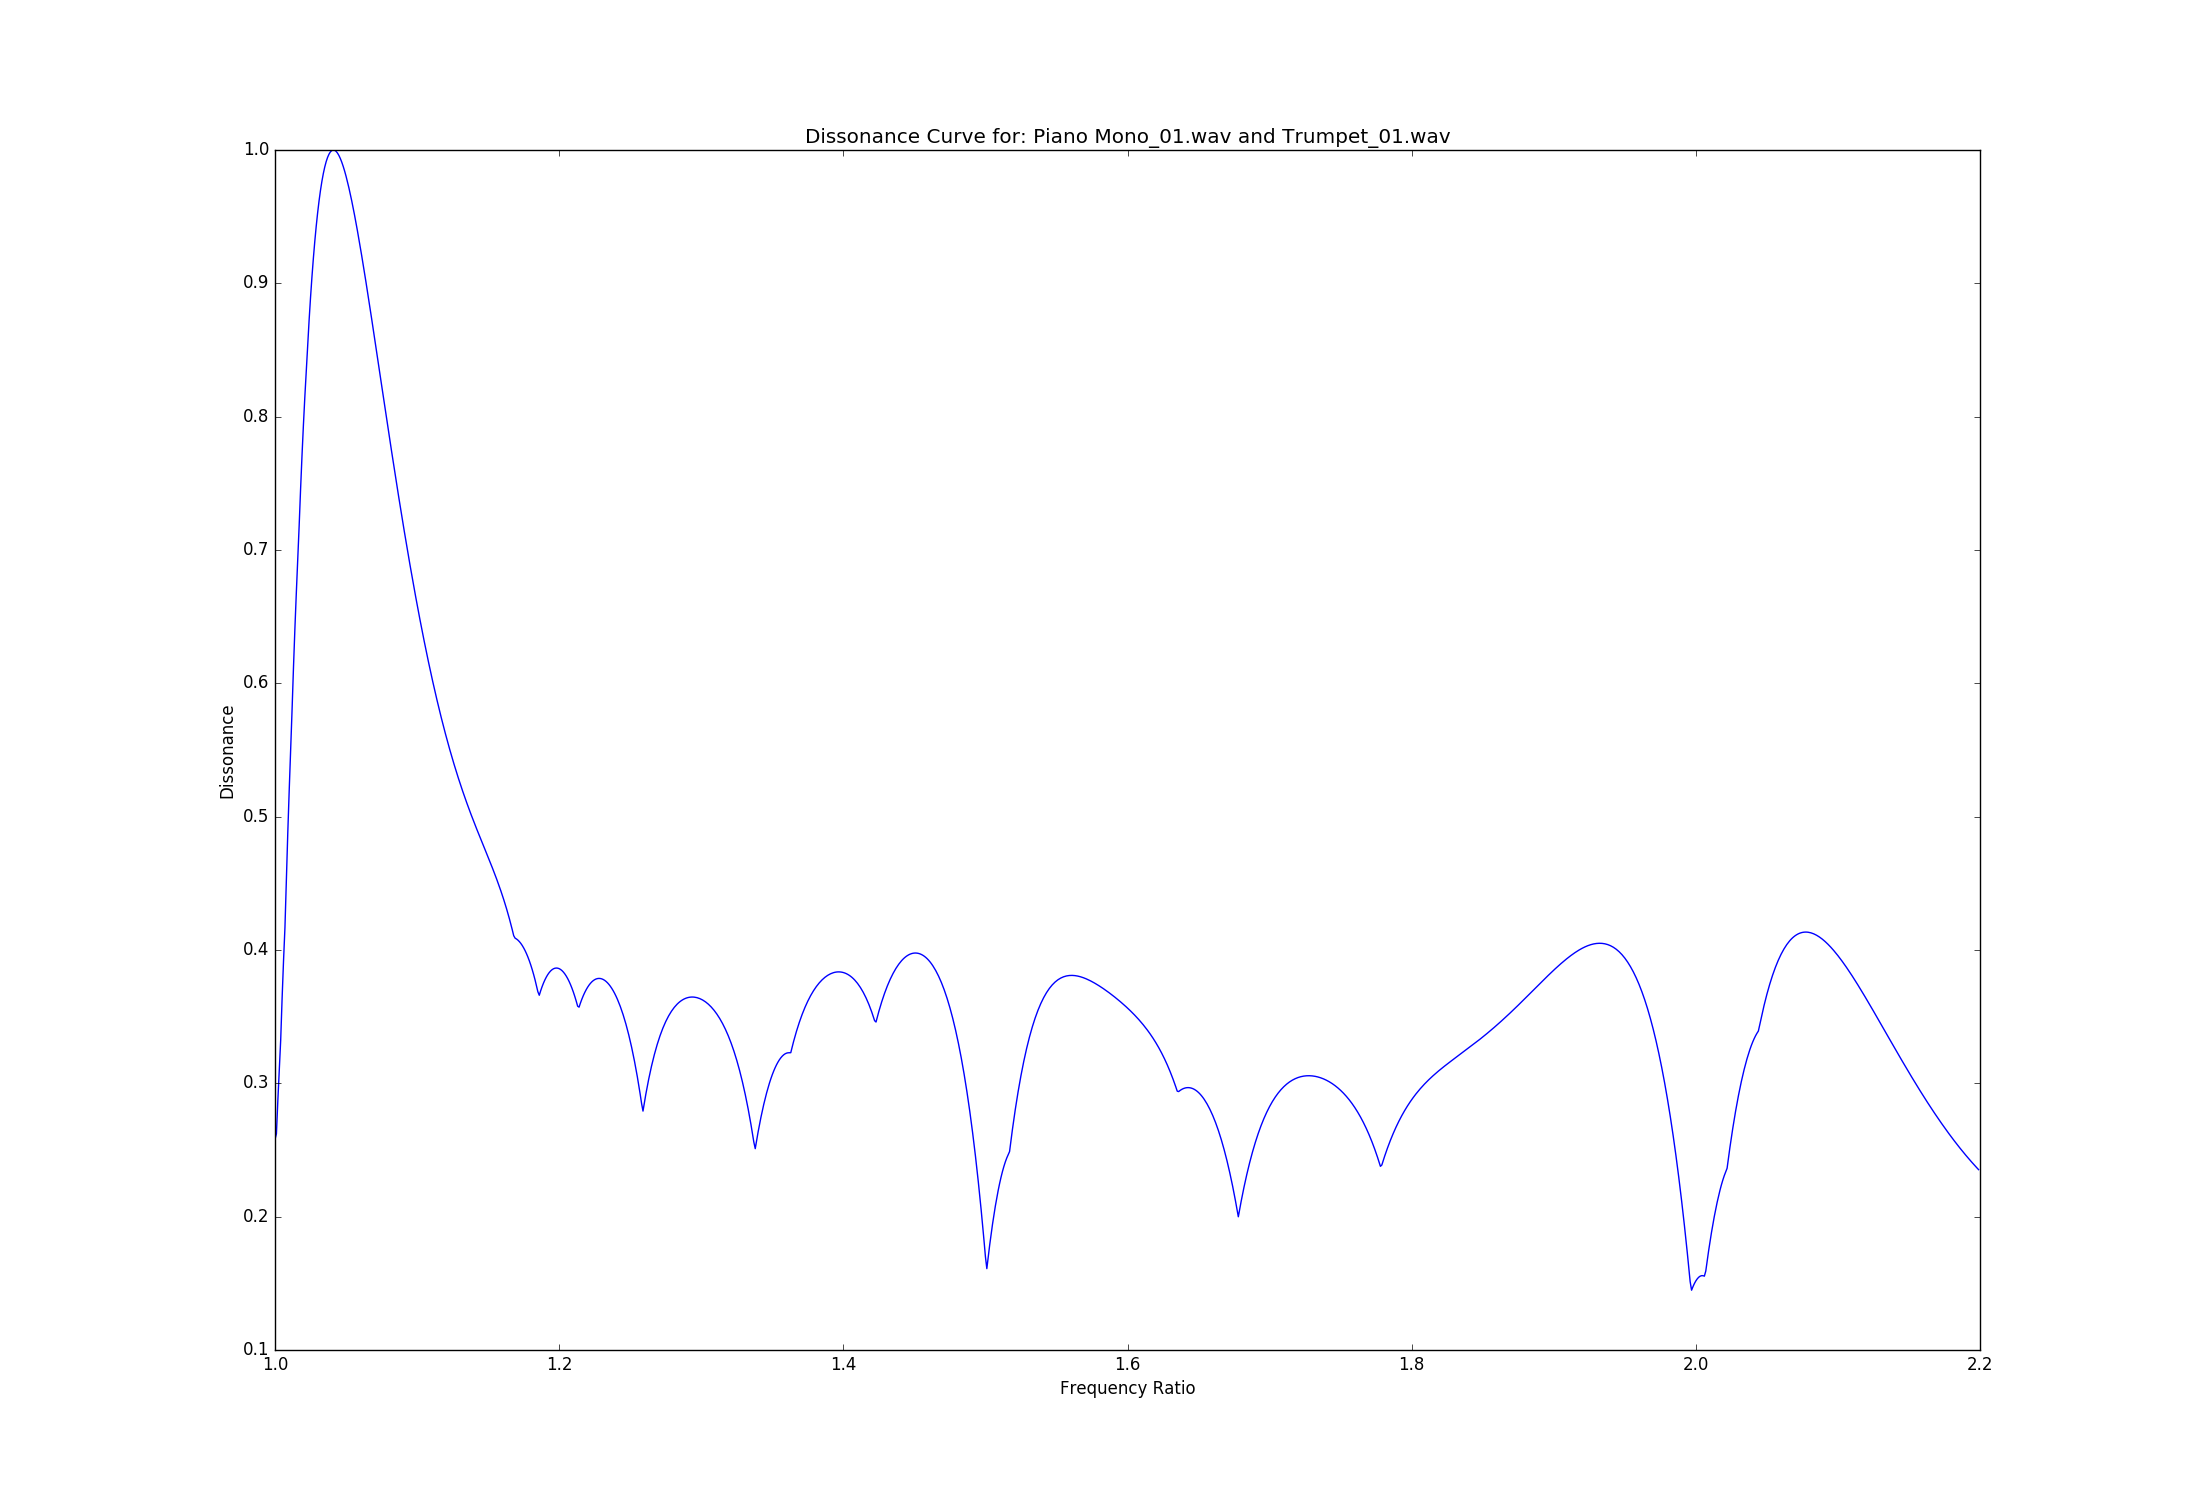 Dissonance Curve for: Piano Mono_01.wav and Trumpet_01.wav
1.0
0.9
0.8
0.7
0.6
0.5
0.4
0.3
0.2
0.1
Dissonance
1.0 1.2 1.4 1.6 1.8 2.0 2.2
Frequency Ratio